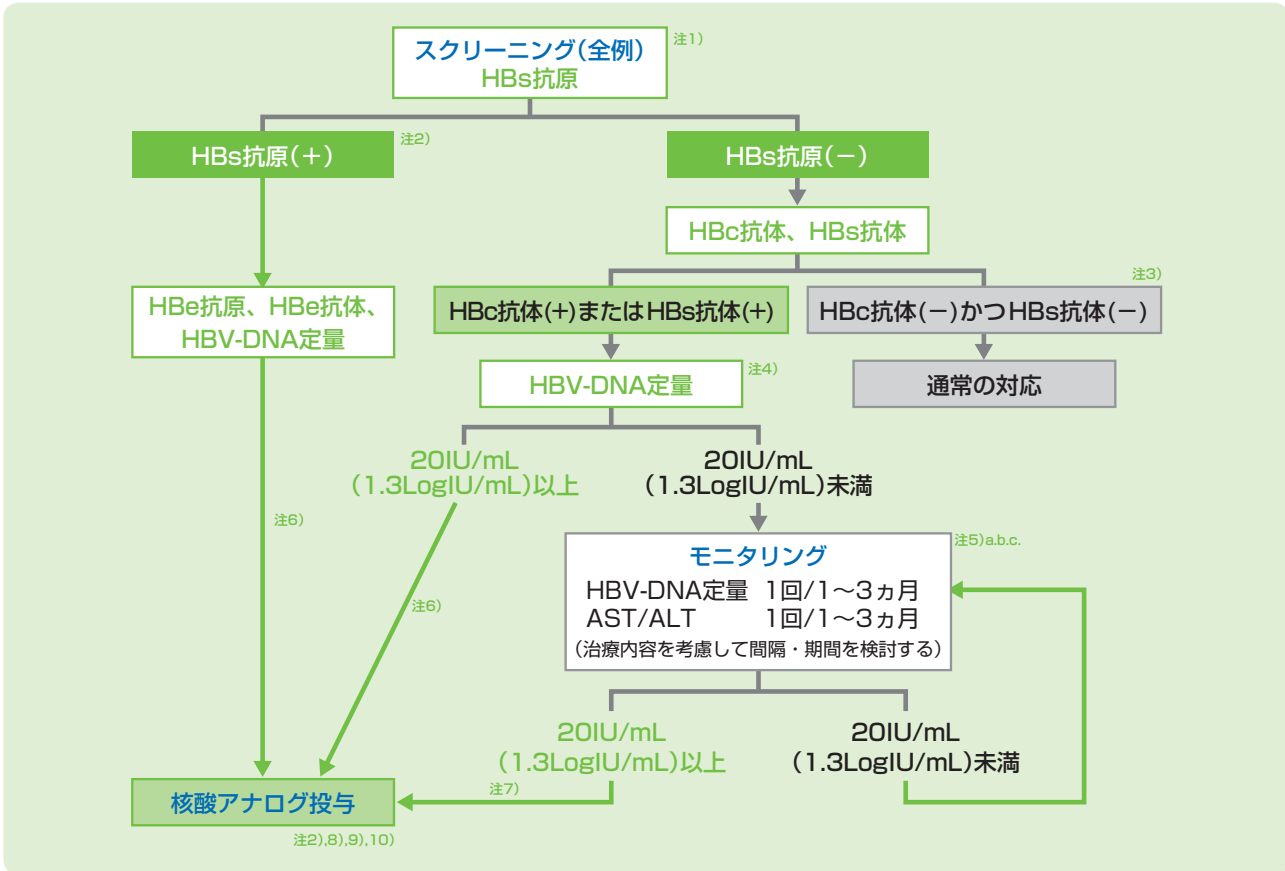 スクリーニング(全例)
HBs抗原
注1)
HBs抗原(+)
注2)
HBs抗原(−)
HBc抗体、HBs抗体
注3)
HBe抗原、HBe抗体、
HBV-DNA定量
HBc抗体(+)またはHBs抗体(+)
HBc抗体(−)かつHBs抗体(−)
HBV-DNA定量
注4)
通常の対応
20IU/mL
(1.3LogIU/mL)以上
20IU/mL
(1.3LogIU/mL)未満
注6)
注6)
モニタリング
注5)a.b.c.
HBV-DNA定量 1回/1〜3ヵ月
AST/ALT 1回/1〜3ヵ月
(治療内容を考慮して間隔・期間を検討する)
20IU/mL
(1.3LogIU/mL)以上
20IU/mL
(1.3LogIU/mL)未満
注7)
核酸アナログ投与
注2),8),9),10)